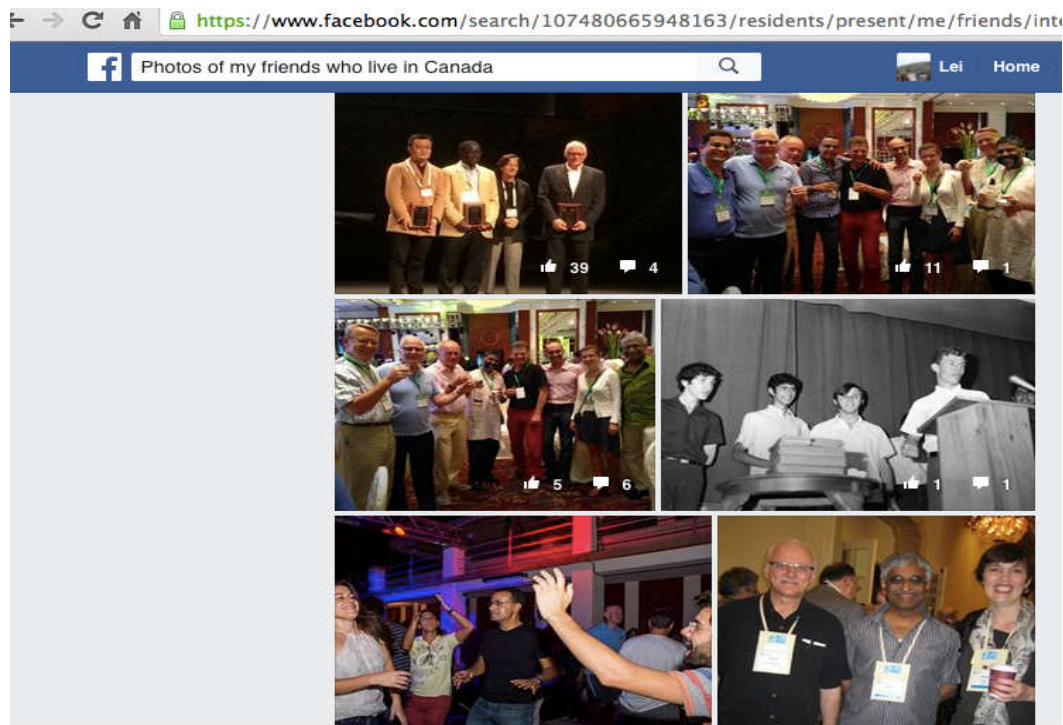 https://www.facebook.com/search/107480665948163/residents/present/me/friends/inte
f Photos of my friends who live in Canada Lei Home
39 4
11 1
5 6
1 1